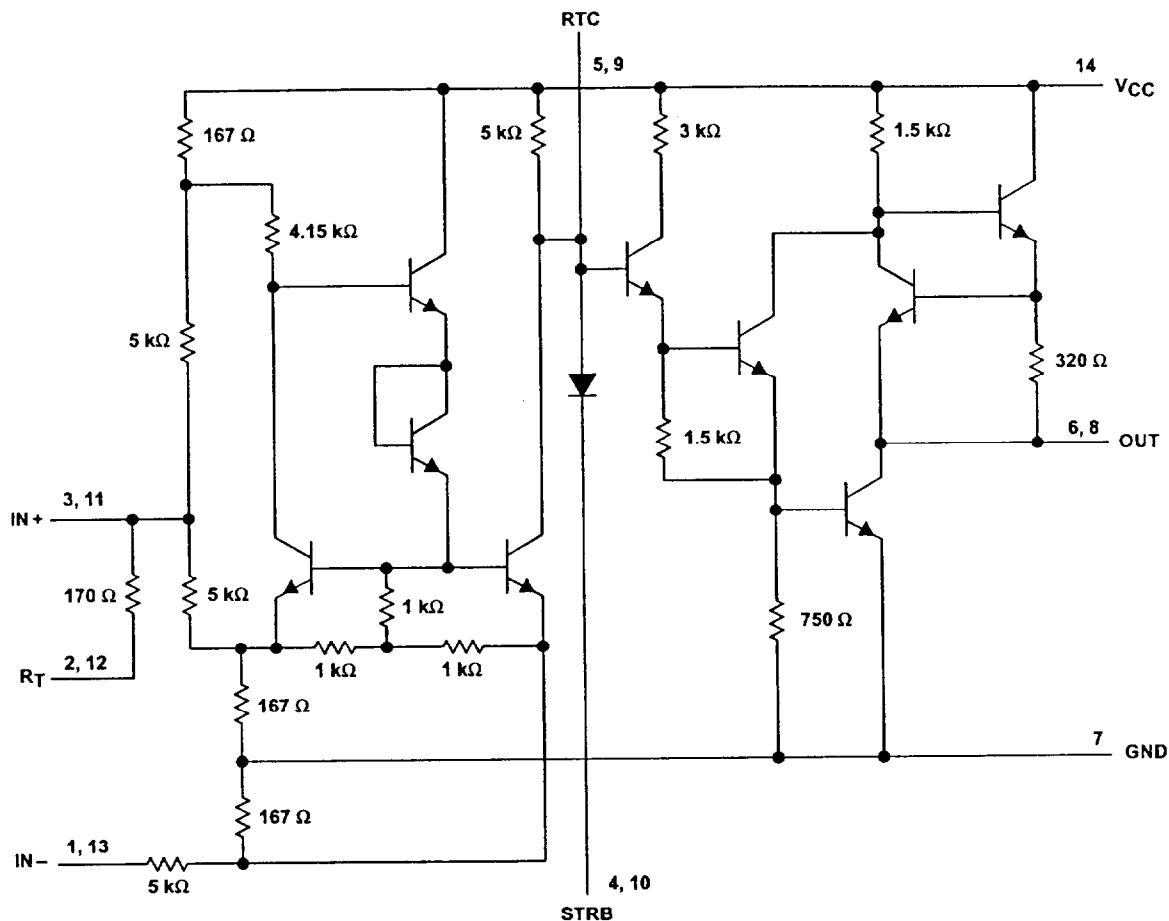 RTC
5, 9
14
VCC
167 Ω
5 kΩ
3 kΩ
1.5 kΩ
4.15 kΩ
5 kΩ
320 Ω
1.5 kΩ
6, 8
OUT
3, 11
IN +
170 Ω
5 kΩ
1 kΩ
750 Ω
2, 12
RT
1 kΩ
1 kΩ
167 Ω
7
GND
167 Ω
1, 13
IN –
5 kΩ
4, 10
STRB